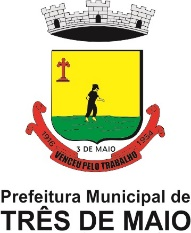 3 DE MAIO
1916 VENCEU PELO TRABALHO 1954
Prefeitura Municipal de
TRÊS DE MAIO